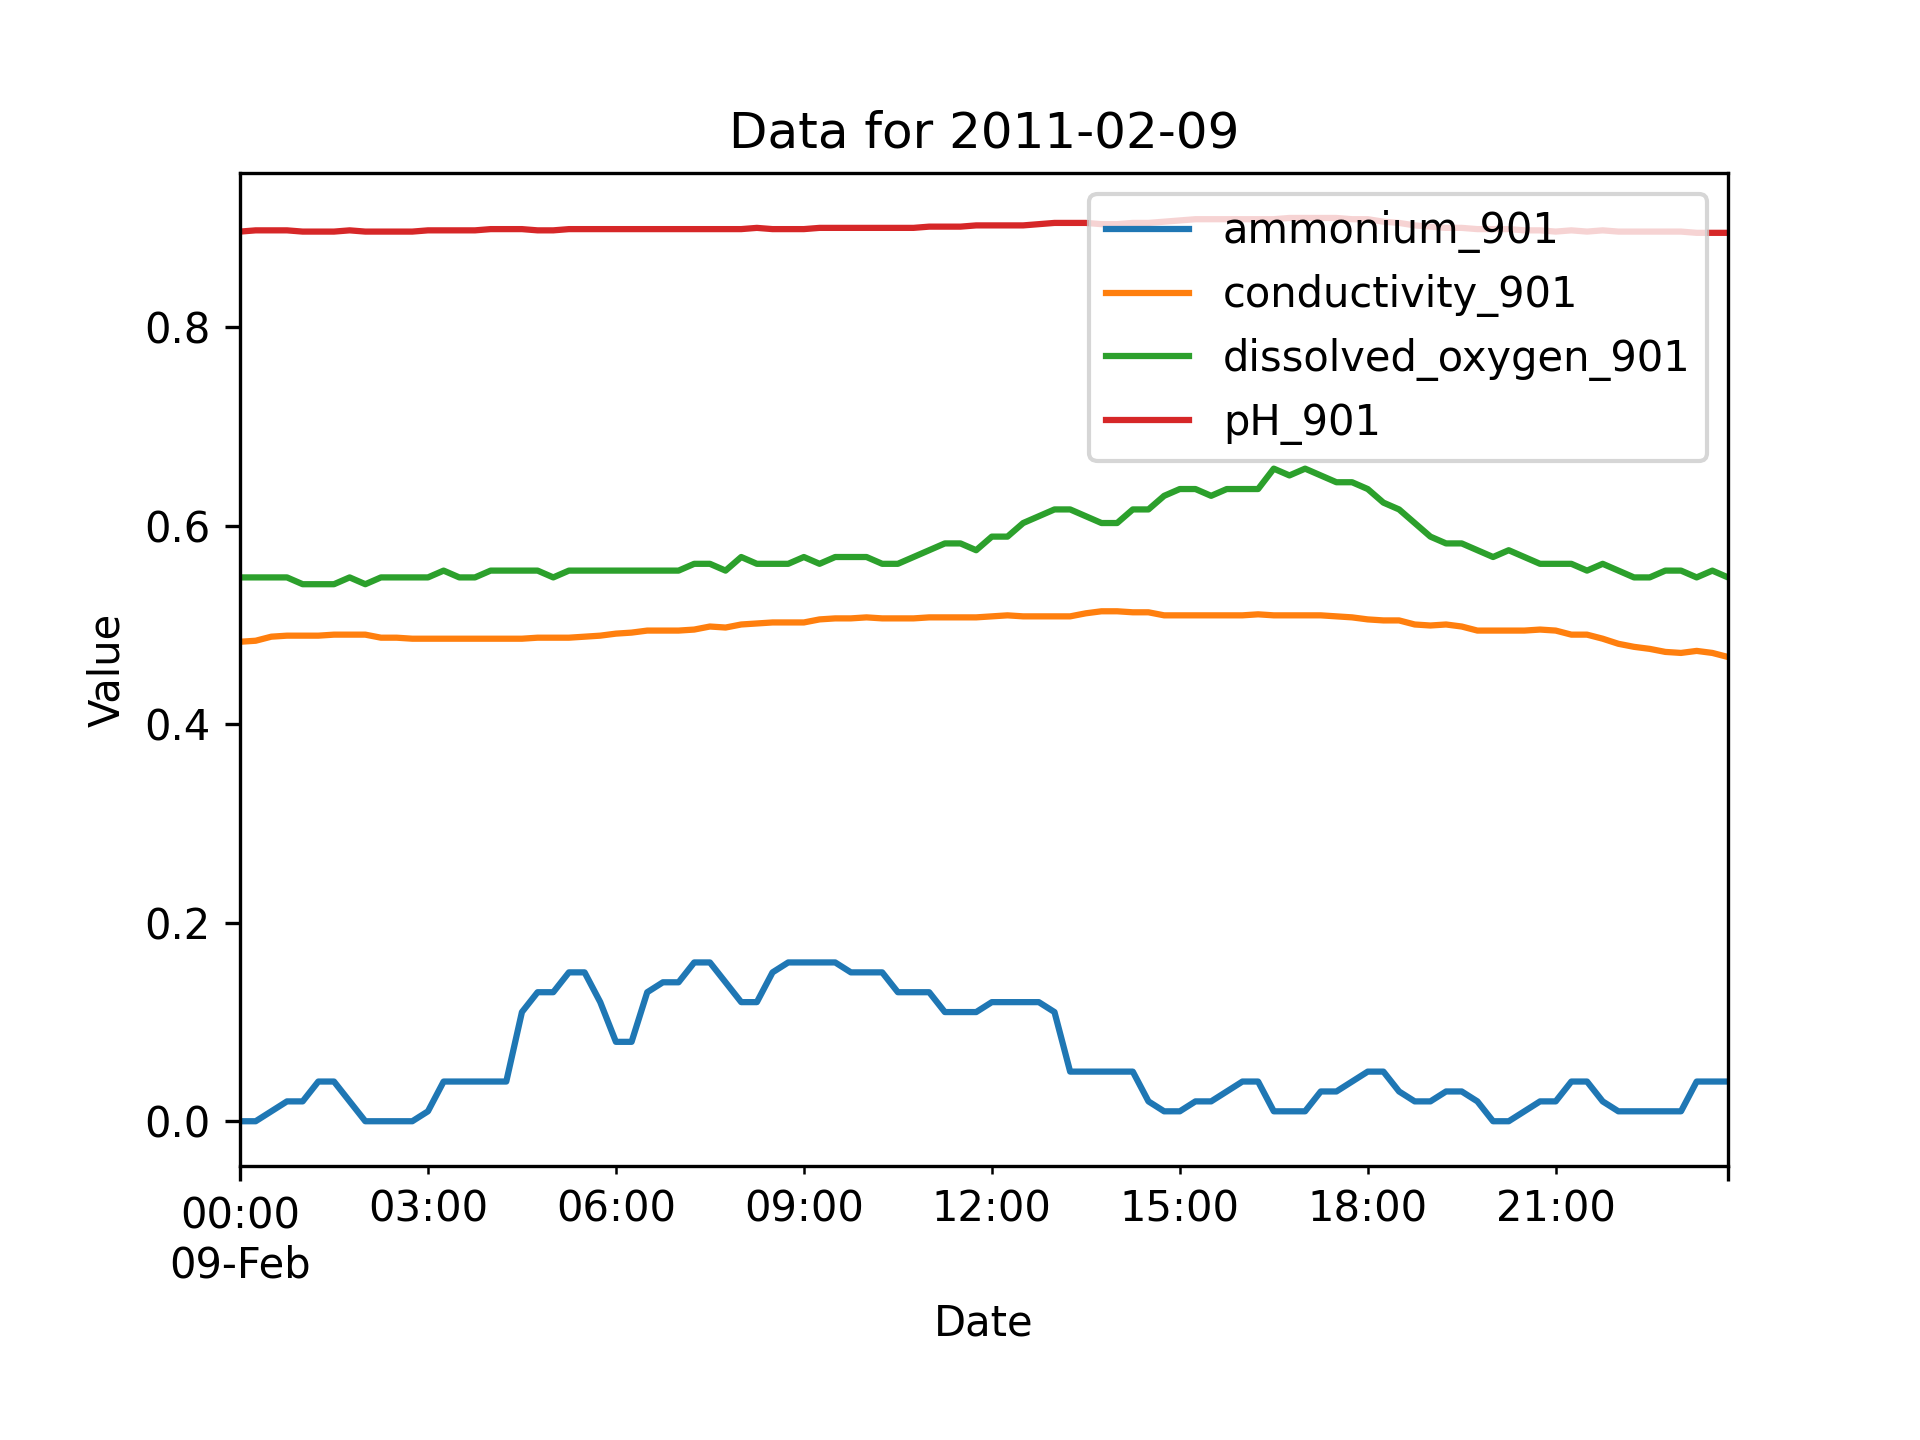 Data for 2011-02-09
ammonium_901
conductivity_901
dissolved_oxygen_901
pH_901
Value
0.8
0.6
0.4
0.2
0.0
00:00 03:00 06:00 09:00 12:00 15:00 18:00 21:00
09-Feb
Date